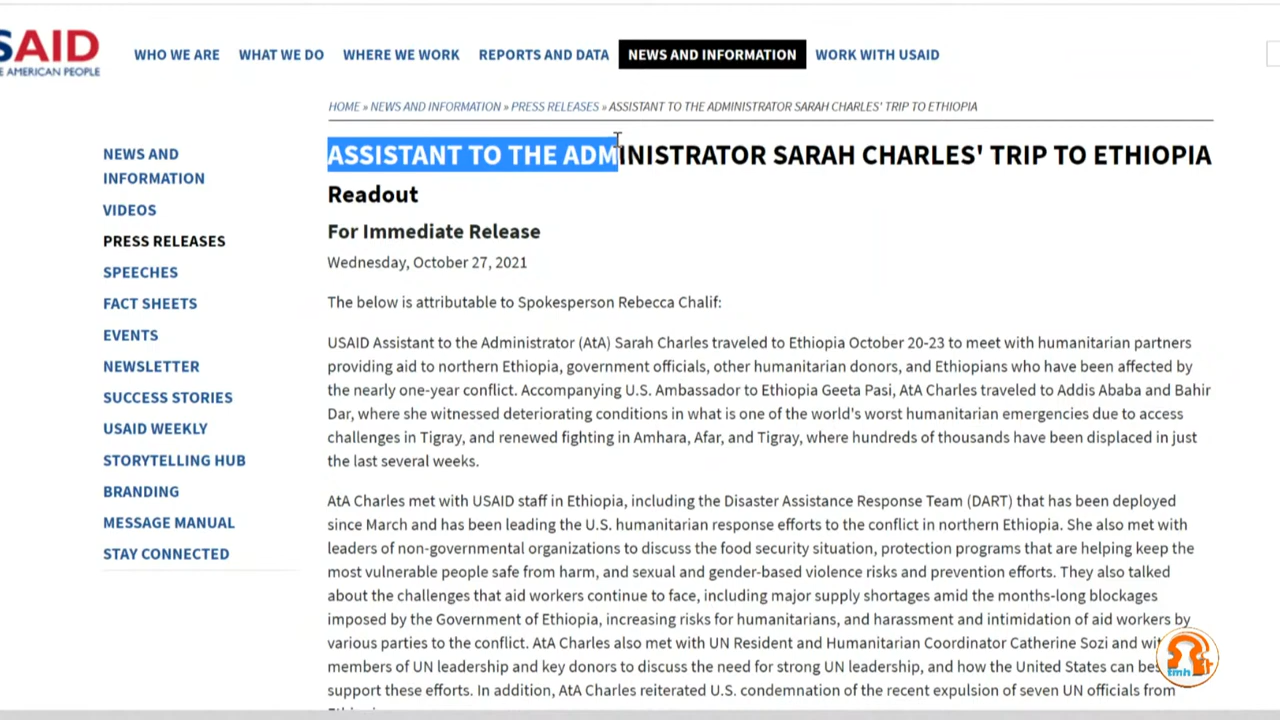 SAID
E AMERICAN PEOPLE
WHO WE ARE
WHAT WE DO
WHERE WE WORK
REPORTS AND DATA
NEWS AND INFORMATION
WORK WITH USAID
HOME » NEWS AND INFORMATION » PRESS RELEASES » ASSISTANT TO THE ADMINISTRATOR SARAH CHARLES' TRIP TO ETHIOPIA
NEWS AND
INFORMATION
VIDEOS
PRESS RELEASES
SPEECHES
FACT SHEETS
EVENTS
NEWSLETTER
SUCCESS STORIES
USAID WEEKLY
STORYTELLING HUB
BRANDING
MESSAGE MANUAL
STAY CONNECTED
ASSISTANT TO THE ADMINISTRATOR SARAH CHARLES' TRIP TO ETHIOPIA
Readout
For Immediate Release
Wednesday, October 27, 2021
The below is attributable to Spokesperson Rebecca Chalif:
USAID Assistant to the Administrator (AtA) Sarah Charles traveled to Ethiopia October 20-23 to meet with humanitarian partners
providing aid to northern Ethiopia, government officials, other humanitarian donors, and Ethiopians who have been affected by
the nearly one-year conflict. Accompanying U.S. Ambassador to Ethiopia Geeta Pasi, AtA Charles traveled to Addis Ababa and Bahir
Dar, where she witnessed deteriorating conditions in what is one of the world's worst humanitarian emergencies due to access
challenges in Tigray, and renewed fighting in Amhara, Afar, and Tigray, where hundreds of thousands have been displaced in just
the last several weeks.
AtA Charles met with USAID staff in Ethiopia, including the Disaster Assistance Response Team (DART) that has been deployed
since March and has been leading the U.S. humanitarian response efforts to the conflict in northern Ethiopia. She also met with
leaders of non-governmental organizations to discuss the food security situation, protection programs that are helping keep the
most vulnerable people safe from harm, and sexual and gender-based violence risks and prevention efforts. They also talked
about the challenges that aid workers continue to face, including major supply shortages amid the months-long blockages
imposed by the Government of Ethiopia, increasing risks for humanitarians, and harassment and intimidation of aid workers by
various parties to the conflict. AtA Charles also met with UN Resident and Humanitarian Coordinator Catherine Sozi and wit
members of UN leadership and key donors to discuss the need for strong UN leadership, and how the United States can bes
support these efforts. In addition, AtA Charles reiterated U.S. condemnation of the recent expulsion of seven UN officials from
tmh